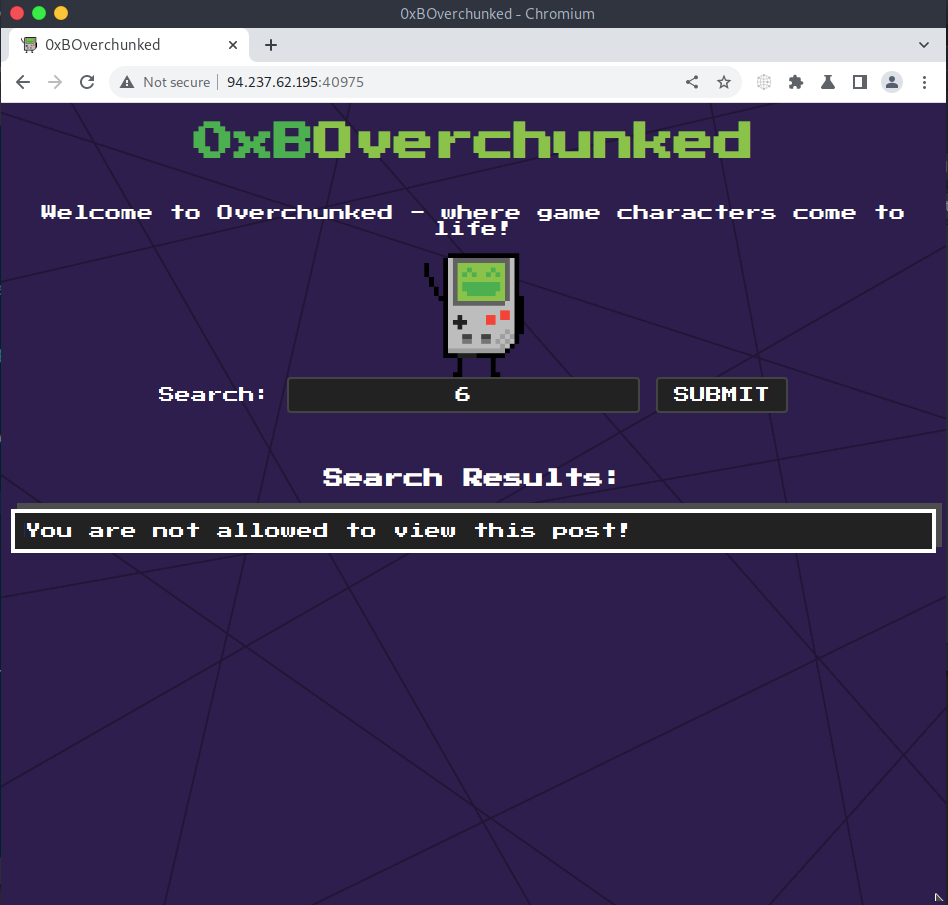 0xBOverchunked - Chromium
0xBOverchunked
Not secure 94.237.62.195:40975
0xBOverchunked
Welcome to Overchunked - where game characters come to
life!
Search: 6 SUBMIT
Search Results:
You are not allowed to view this post!